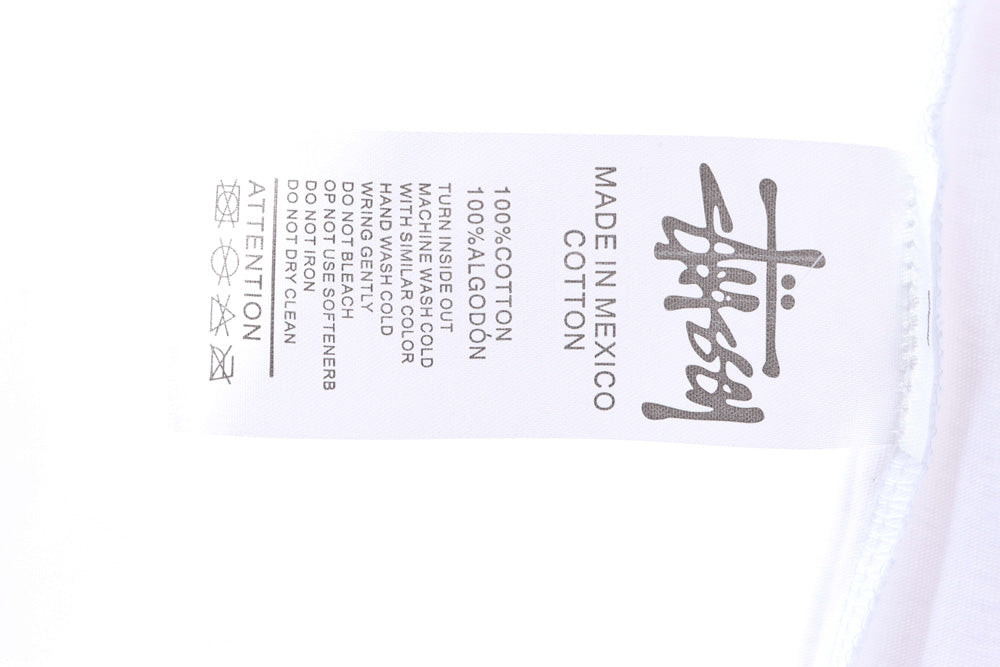 Stüssy
MADE IN MEXICO
COTTON
100%COTTON
100%ALGODÓN
TURN INSIDE OUT
MACHINE WASH COLD
WITH SIMILAR COLOR
HAND WASH COLD
WRING GENTLY
DO NOT BLEACH
OP NOT USE SOFTENERB
DO NOT IRON
DO NOT DRY CLEAN
ATTENTION